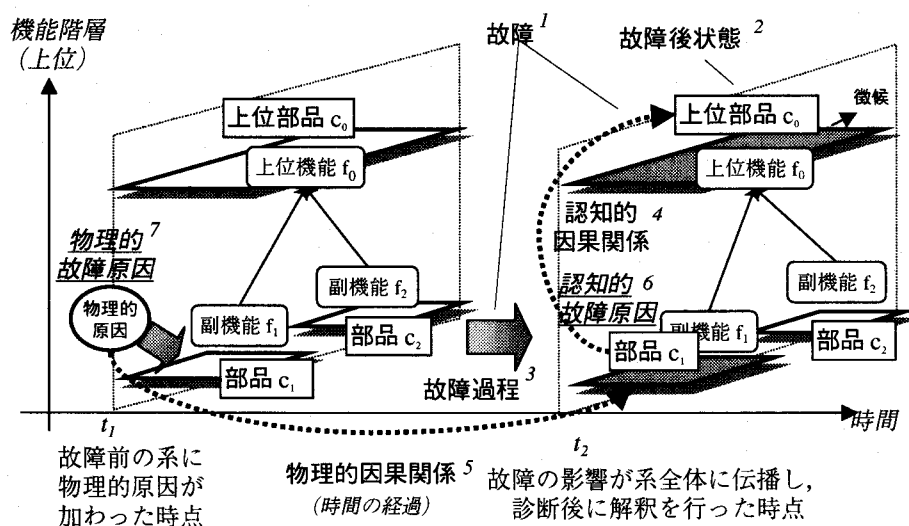 機能階層
(上位)
故障 1
故障後状態 2
上位部品 c0
上位機能 f0
物理的 7
故障原因
物理的
原因
副機能 f1
副機能 f2
部品 c1
部品 c2
故障過程 3
上位部品 c0
徴候
上位機能 f0
認知的 4
因果関係
認知的 6
故障原因
副機能 f1
副機能 f2
部品 c1
部品 c2
時間
t1
故障前の系に
物理的原因が
加わった時点
物理的因果関係 5
(時間の経過)
t2
故障の影響が系全体に伝播し,
診断後に解釈を行った時点